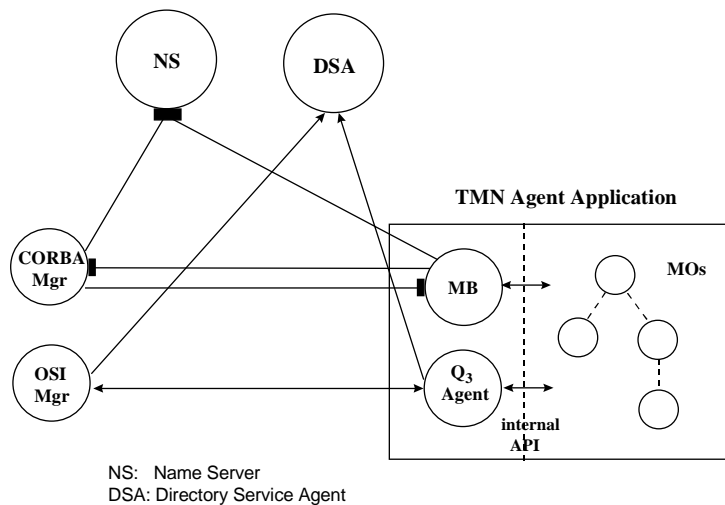 NS
DSA
TMN Agent Application
CORBA
Mgr
MB
MOs
OSI
Mgr
Q3
Agent
internal
API
NS: Name Server
DSA: Directory Service Agent